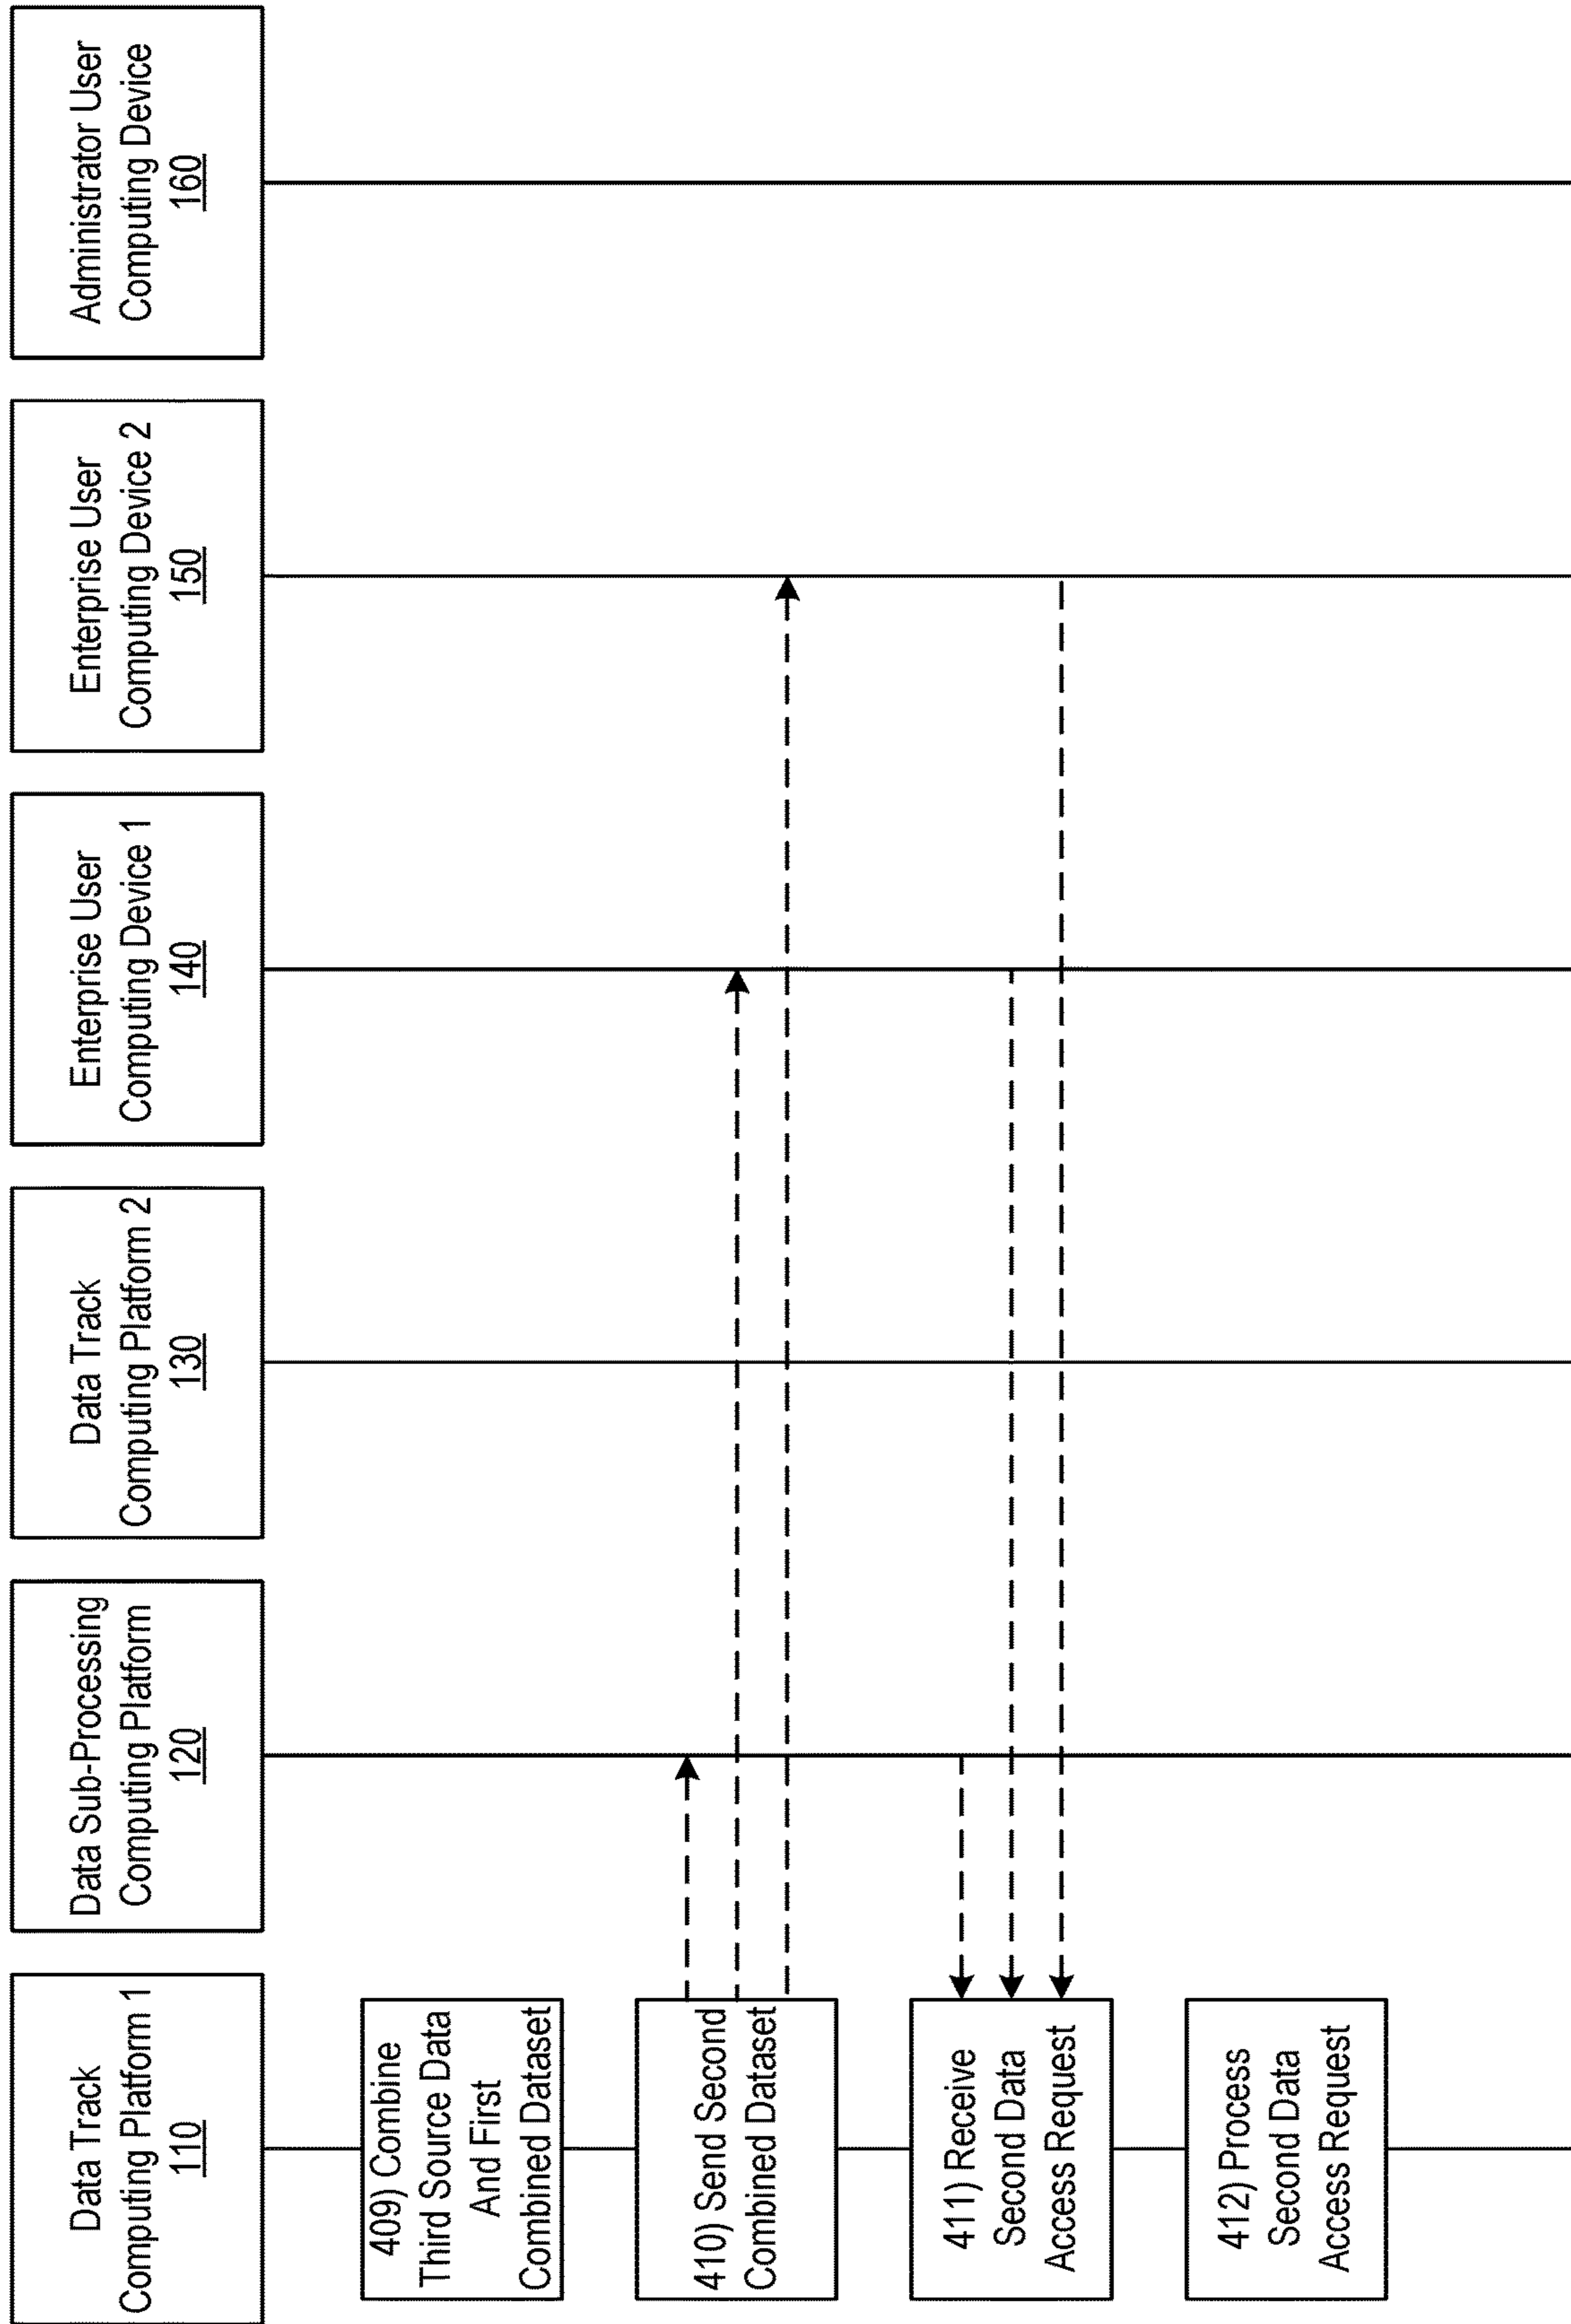 Data Track
Computing Platform 1
110
Data Sub-Processing
Computing Platform
120
Data Track
Computing Platform 2
130
Enterprise User
Computing Device 1
140
Enterprise User
Computing Device 2
150
Administrator User
Computing Device
160
409) Combine
Third Source Data
And First
Combined Dataset
410) Send Second
Combined Dataset
411) Receive
Second Data
Access Request
412) Process
Second Data
Access Request